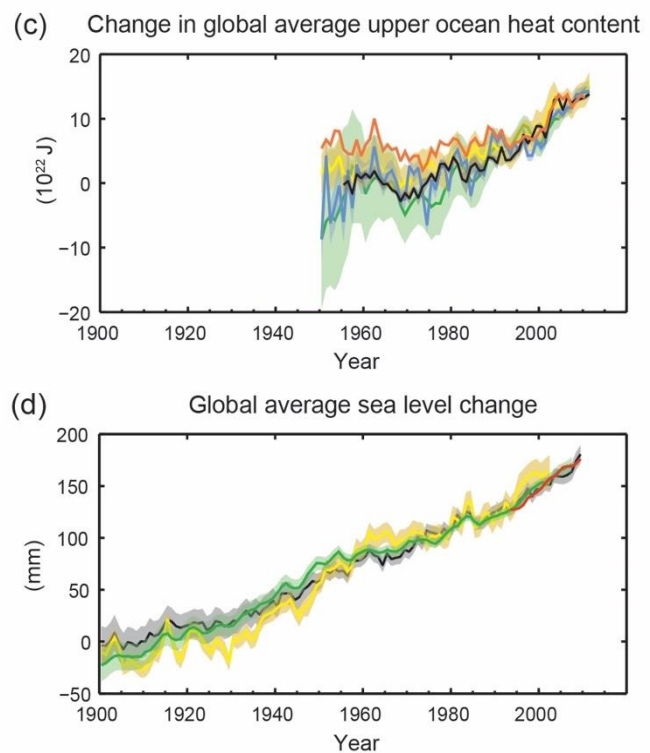 (c) Change in global average upper ocean heat content
20
10
0
−10
−20
(10²² J)
1900 1920 1940 1960 1980 2000
Year
(d) Global average sea level change
200
150
100
50
0
−50
(mm)
1900 1920 1940 1960 1980 2000
Year